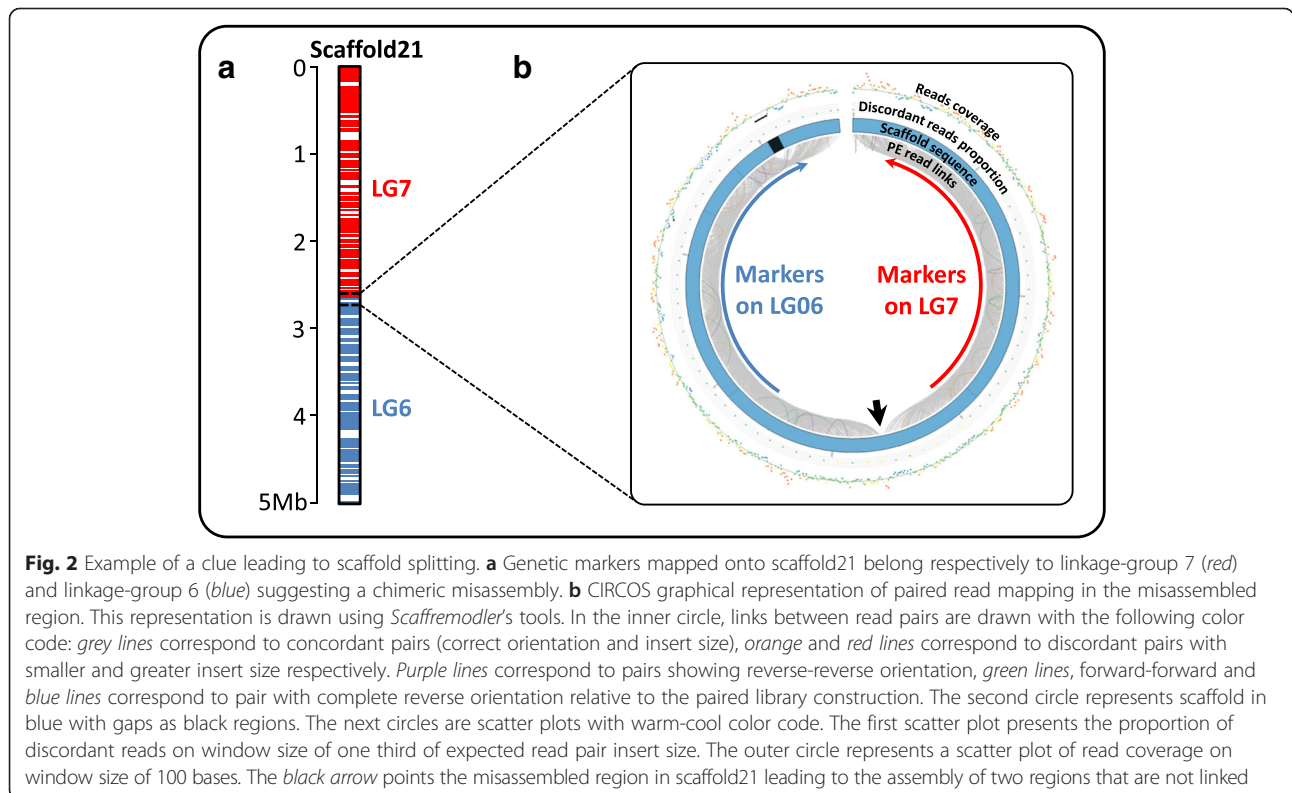 Scaffold21
a
b
0
1
2
3
4
5Mb
LG7
LG6
Reads coverage
Discordant reads proportion
Scaffold sequence
PE read links
Markers
on LG06
Markers
on LG7
Fig. 2 Example of a clue leading to scaffold splitting. a Genetic markers mapped onto scaffold21 belong respectively to linkage-group 7 (red)
and linkage-group 6 (blue) suggesting a chimeric misassembly. b CIRCOS graphical representation of paired read mapping in the misassembled
region. This representation is drawn using Scaffremodler's tools. In the inner circle, links between read pairs are drawn with the following color
code: grey lines correspond to concordant pairs (correct orientation and insert size), orange and red lines correspond to discordant pairs with
smaller and greater insert size respectively. Purple lines correspond to pairs showing reverse-reverse orientation, green lines, forward-forward and
blue lines correspond to pair with complete reverse orientation relative to the paired library construction. The second circle represents scaffold in
blue with gaps as black regions. The next circles are scatter plots with warm-cool color code. The first scatter plot presents the proportion of
discordant reads on window size of one third of expected read pair insert size. The outer circle represents a scatter plot of read coverage on
window size of 100 bases. The black arrow points the misassembled region in scaffold21 leading to the assembly of two regions that are not linked